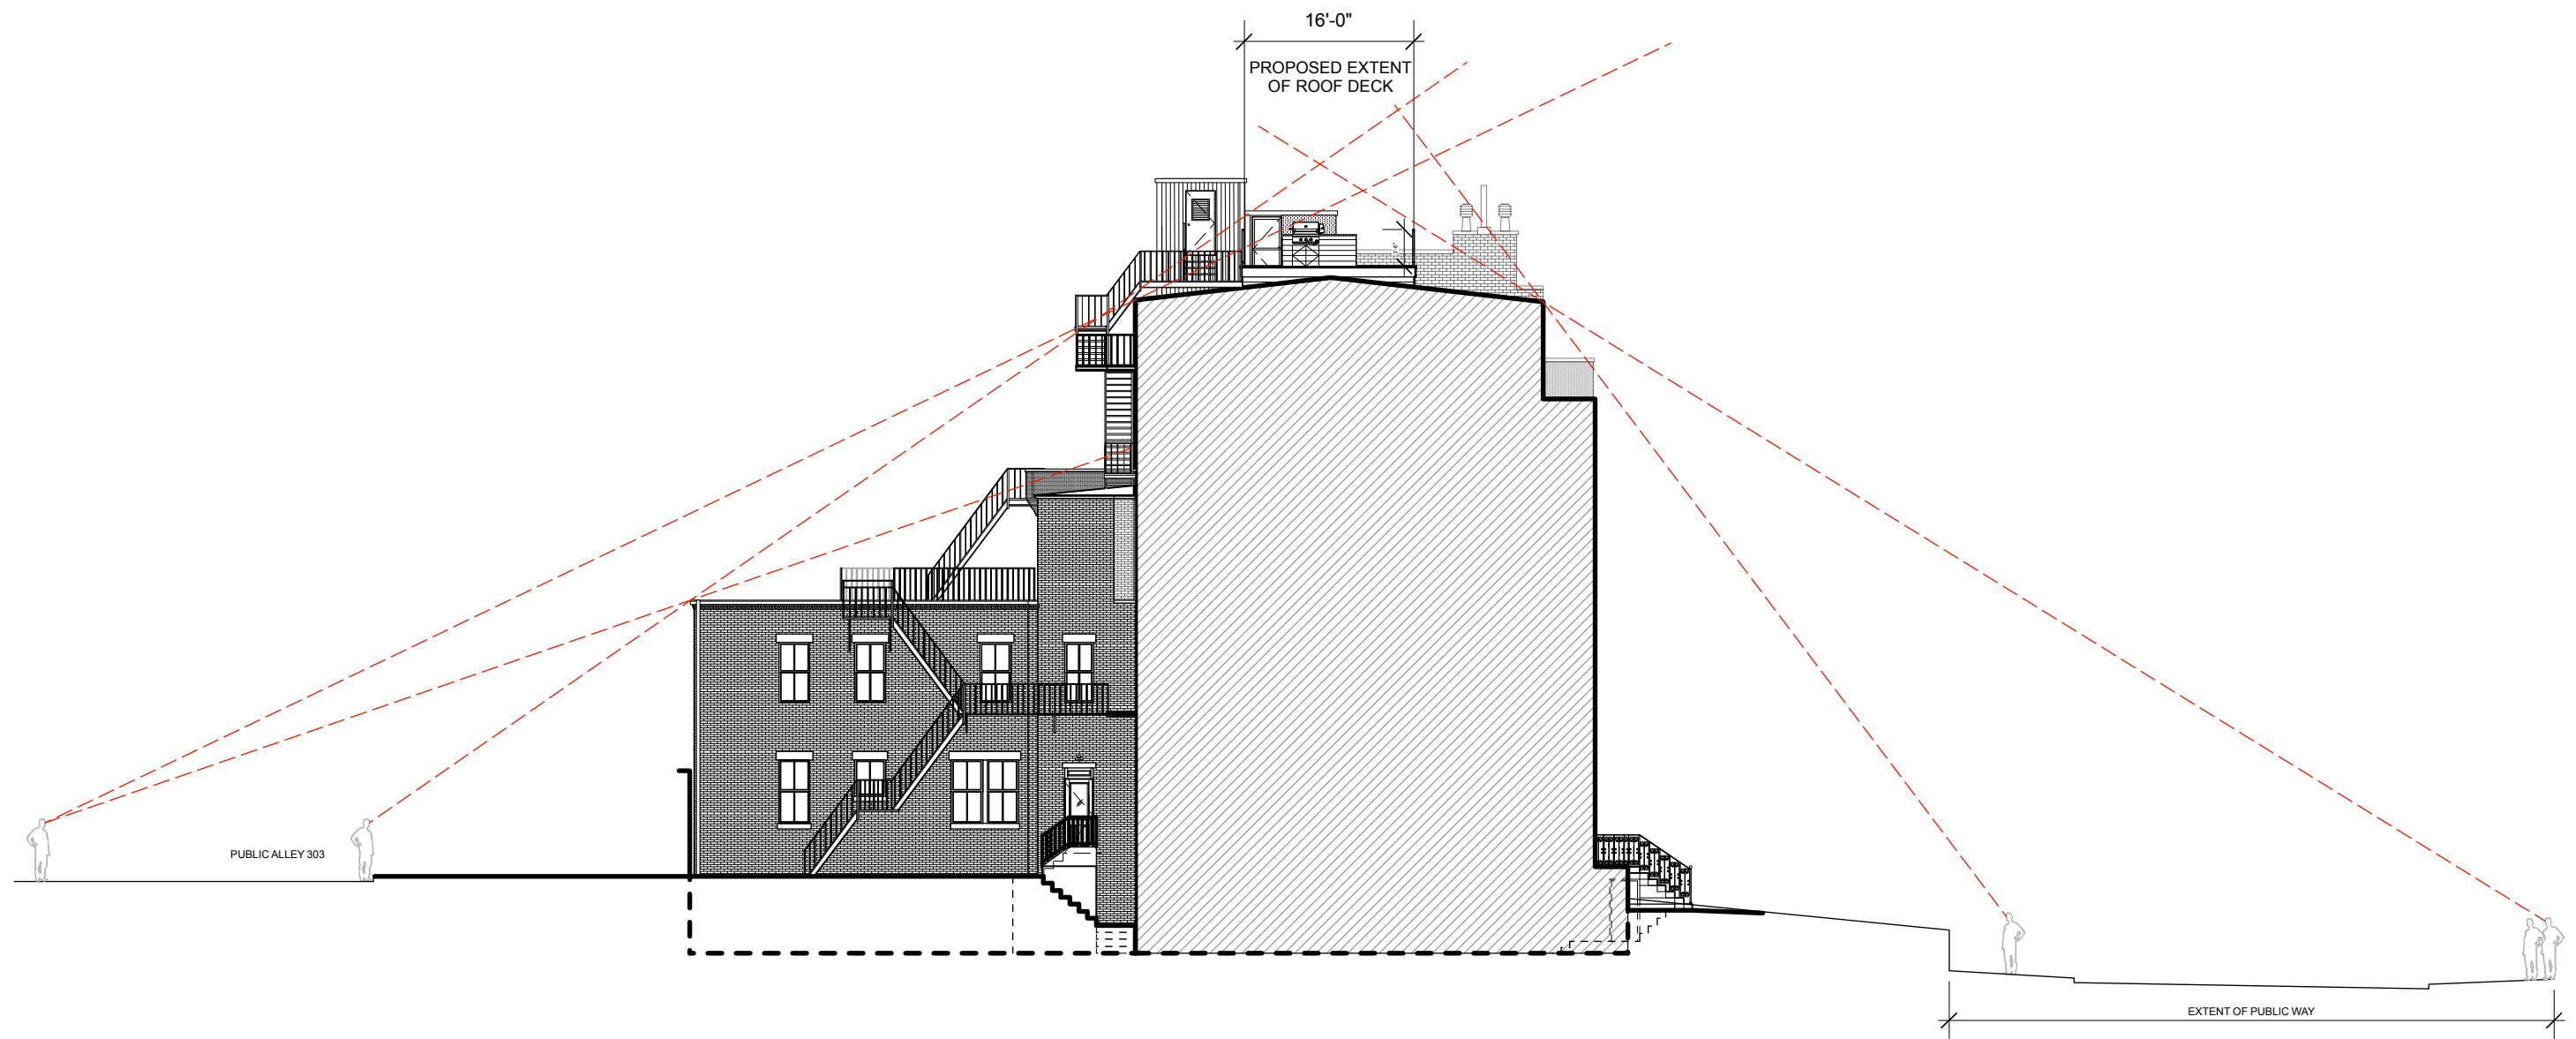 16'-0"
PROPOSED EXTENT
OF ROOF DECK
PUBLIC ALLEY 303
EXTENT OF PUBLIC WAY